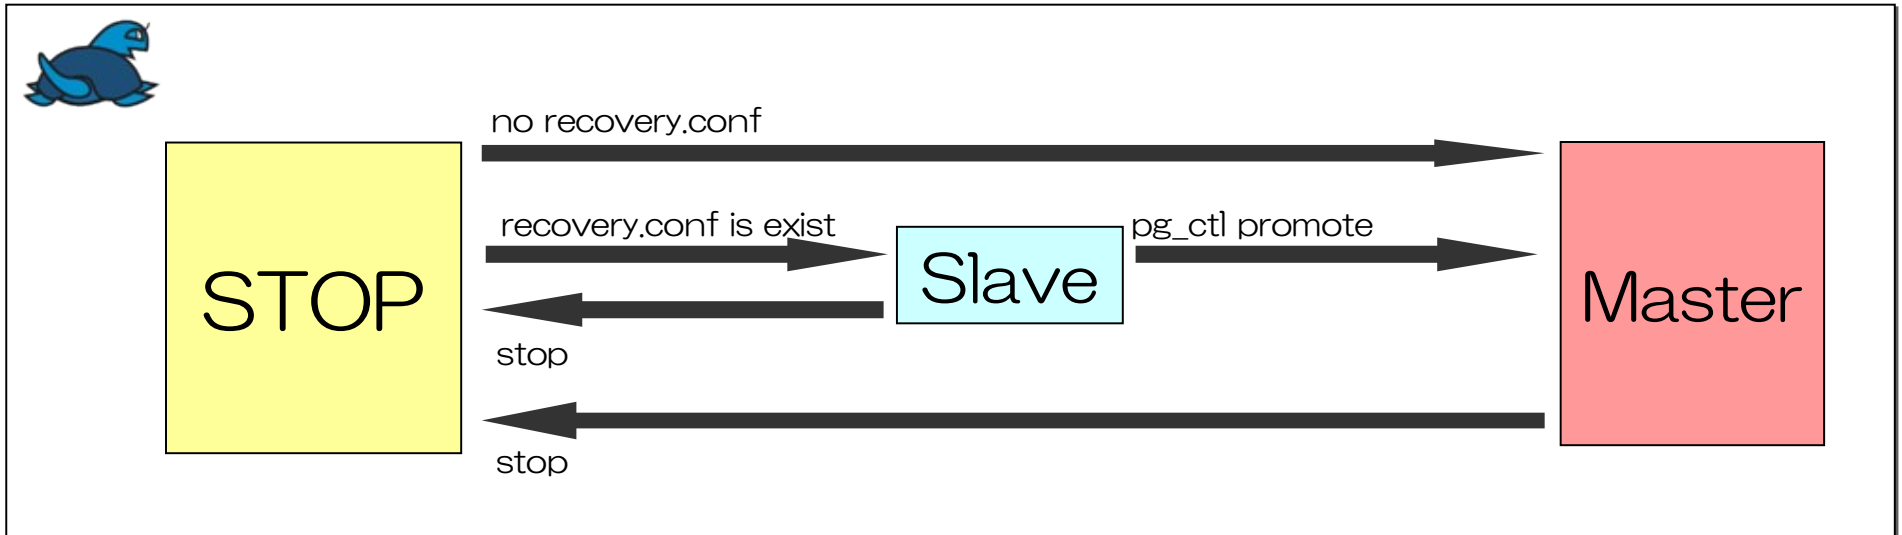 no recovery.conf
recovery.conf is exist
pg_ctl promote
STOP
Slave
Master
stop
stop